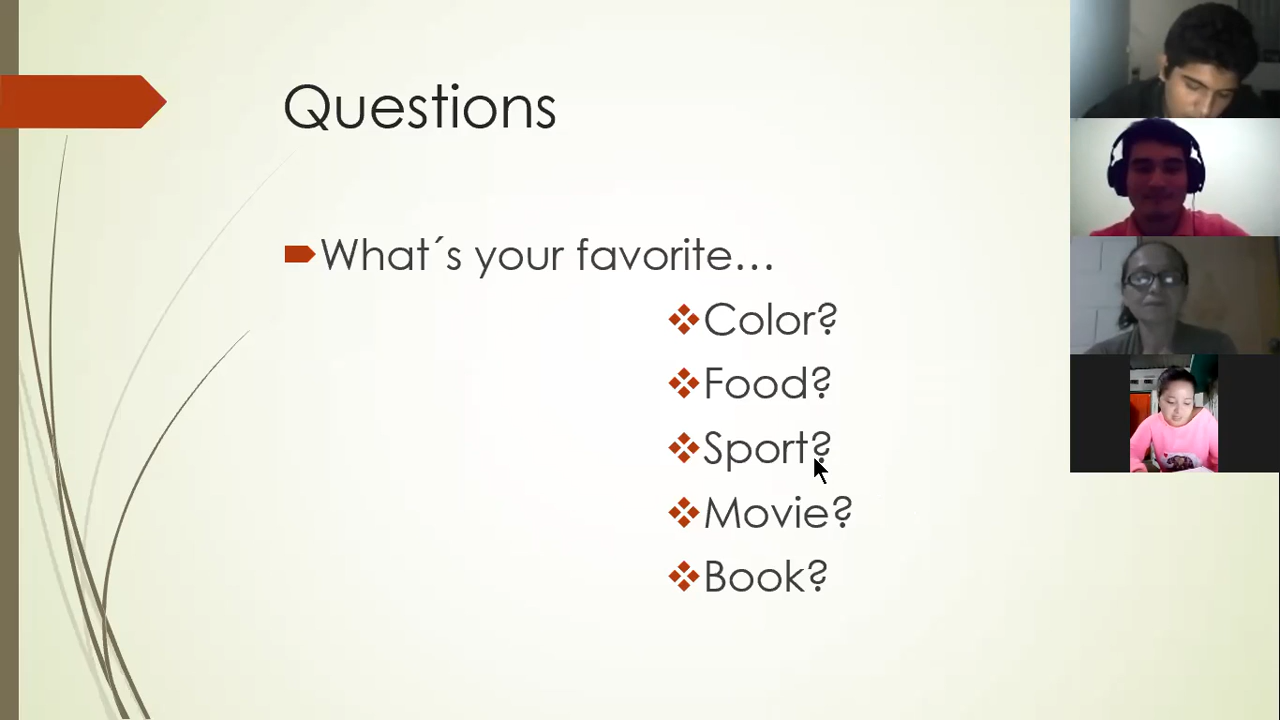 Questions
What´s your favorite…
Color?
Food?
Sport?
Movie?
Book?